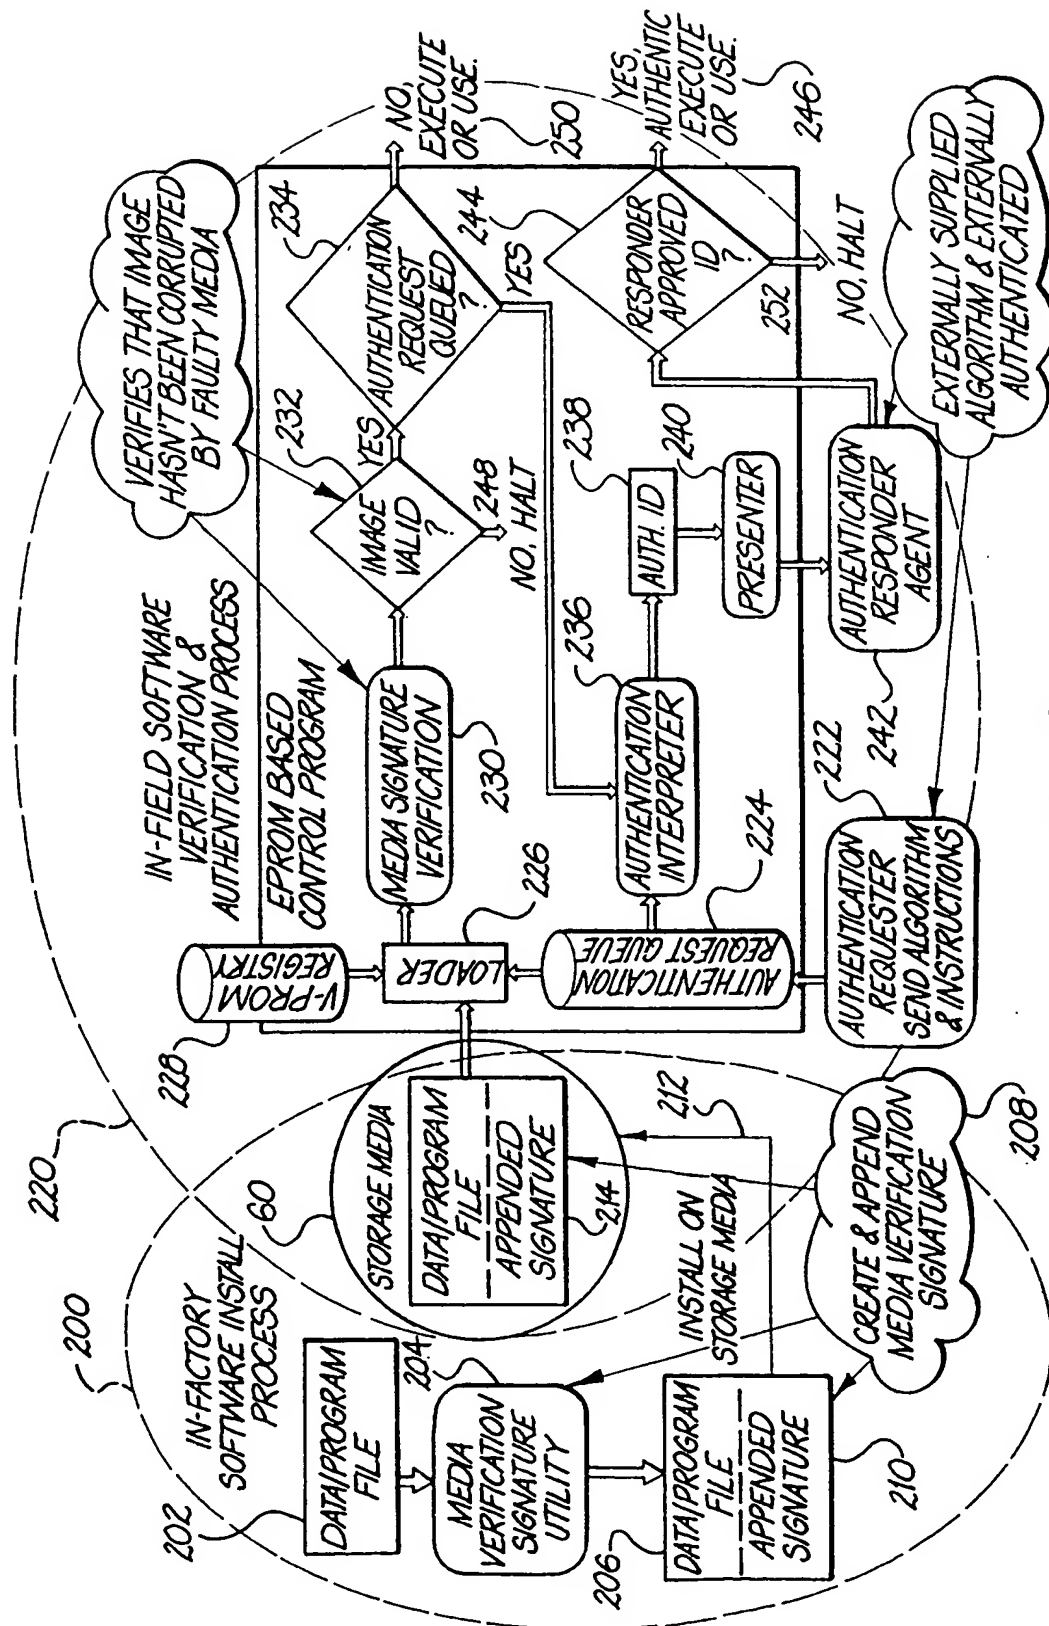 200
IN-FACTORY
SOFTWARE INSTALL
PROCESS
202
DATA/PROGRAM
FILE
204
MEDIA
VERIFICATION
SIGNATURE
UTILITY
206
DATA/PROGRAM
FILE
APPENDED
SIGNATURE
210
220
60
STORAGE MEDIA
DATA/PROGRAM
FILE
APPENDED
SIGNATURE
214
INSTALL ON
STORAGE MEDIA
212
CREATE & APPEND
MEDIA VERIFICATION
SIGNATURE
208
IN-FIELD SOFTWARE
VERIFICATION &
AUTHENTICATION PROCESS
EPROM BASED
CONTROL PROGRAM
228
V-PROM
REGISTRY
LOADER
226
AUTHENTICATION
REQUEST QUEUE
224
AUTHENTICATION
REQUESTER
SEND ALGORITHM
& INSTRUCTIONS
222
MEDIA SIGNATURE
VERIFICATION
230
AUTHENTICATION
INTERPRETER
236
VERIFIES THAT IMAGE
HASN'T BEEN CORRUPTED
BY FAULTY MEDIA
232
IMAGE
VALID
?
YES
248
NO, HALT
AUTH. ID
238
PRESENTER
240
AUTHENTICATION
RESPONDER
AGENT
242
234
AUTHENTICATION
REQUEST
QUEUED
?
YES
NO,
EXECUTE
OR USE.
250
244
RESPONDER
APPROVED
ID
?
252
NO, HALT
YES,
AUTHENTIC
(EXECUTE
OR USE.
246
EXTERNALLY SUPPLIED
ALGORITHM & EXTERNALLY
AUTHENTICATED